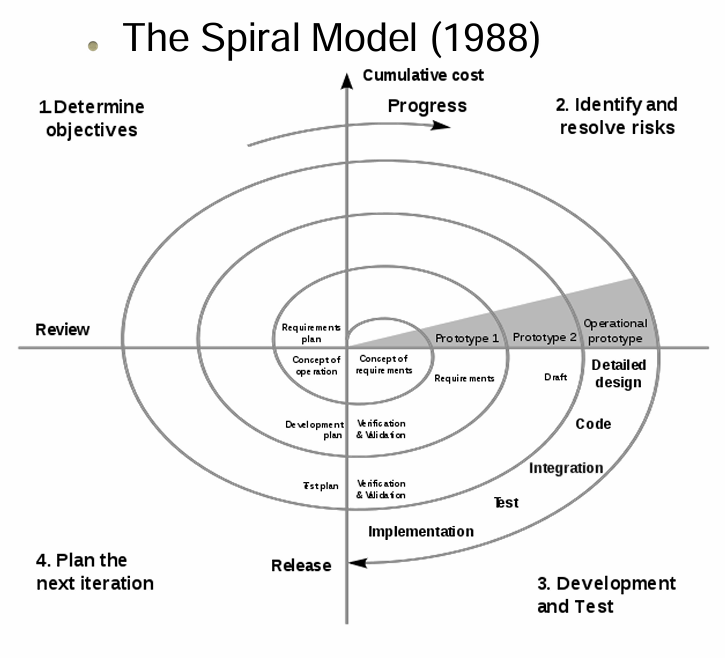 The Spiral Model (1988)
Cumulative cost
Progress
1.Determine
objectives
2. Identify and
resolve risks
Review
Requirements
plan
Concept of
operation
Concept of
requirements
Prototype 1
Prototype 2
Operational
prototype
Requirements
Draft
Detailed
design
Development
plan
Verification
& Validation
Code
Integration
Test plan
Verification
& Validation
Test
Implementation
Release
4. Plan the
next iteration
3. Development
and Test